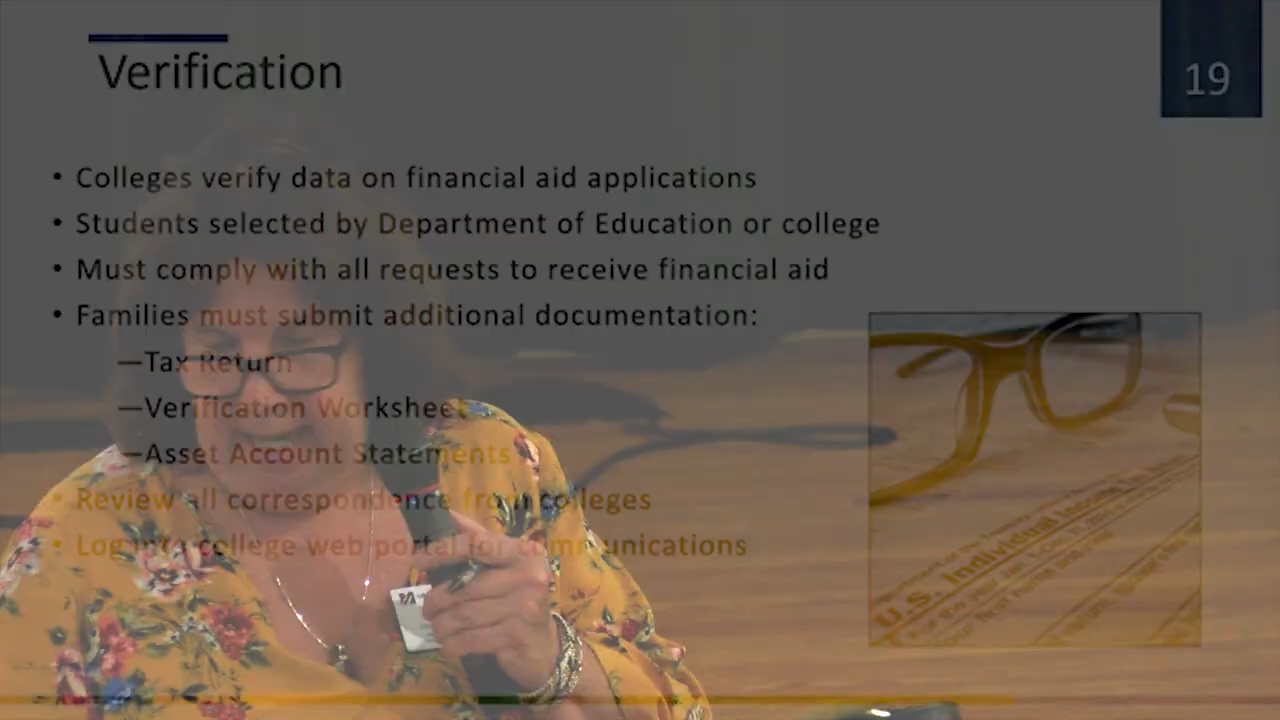 Verification
19
• Colleges verify data on financial aid applications
• Students selected by Department of Education or college
• Must comply with all requests to receive financial aid
• Families must submit additional documentation:
—Tax Return
—Verification Worksheet
—Asset Account Statements
• Review all correspondence from colleges
• Log into college web portal for communications
U.S. Individual Income